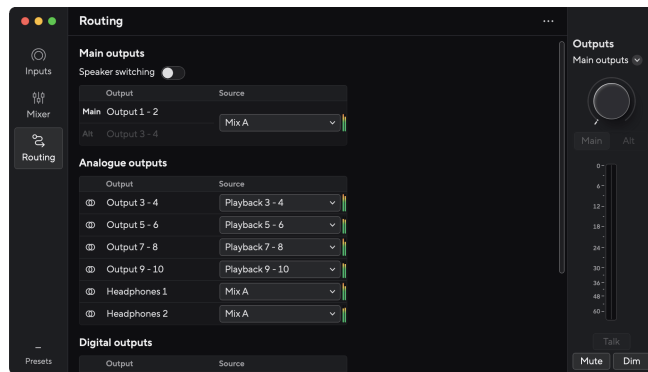 Routing
...
Inputs
Mixer
Routing
Presets
Main outputs
Speaker switching
Output Source
Main Output 1 - 2
Mix A
Alt Output 3 - 4
Analogue outputs
Output Source
Output 3 - 4 Playback 3 - 4
Output 5 - 6 Playback 5 - 6
Output 7 - 8 Playback 7 - 8
Output 9 - 10 Playback 9 - 10
Headphones 1 Mix A
Headphones 2 Mix A
Digital outputs
Output Source
Outputs
Main outputs
Main Alt
0
6
12
18
24
30
36
48
60
Talk
Mute Dim